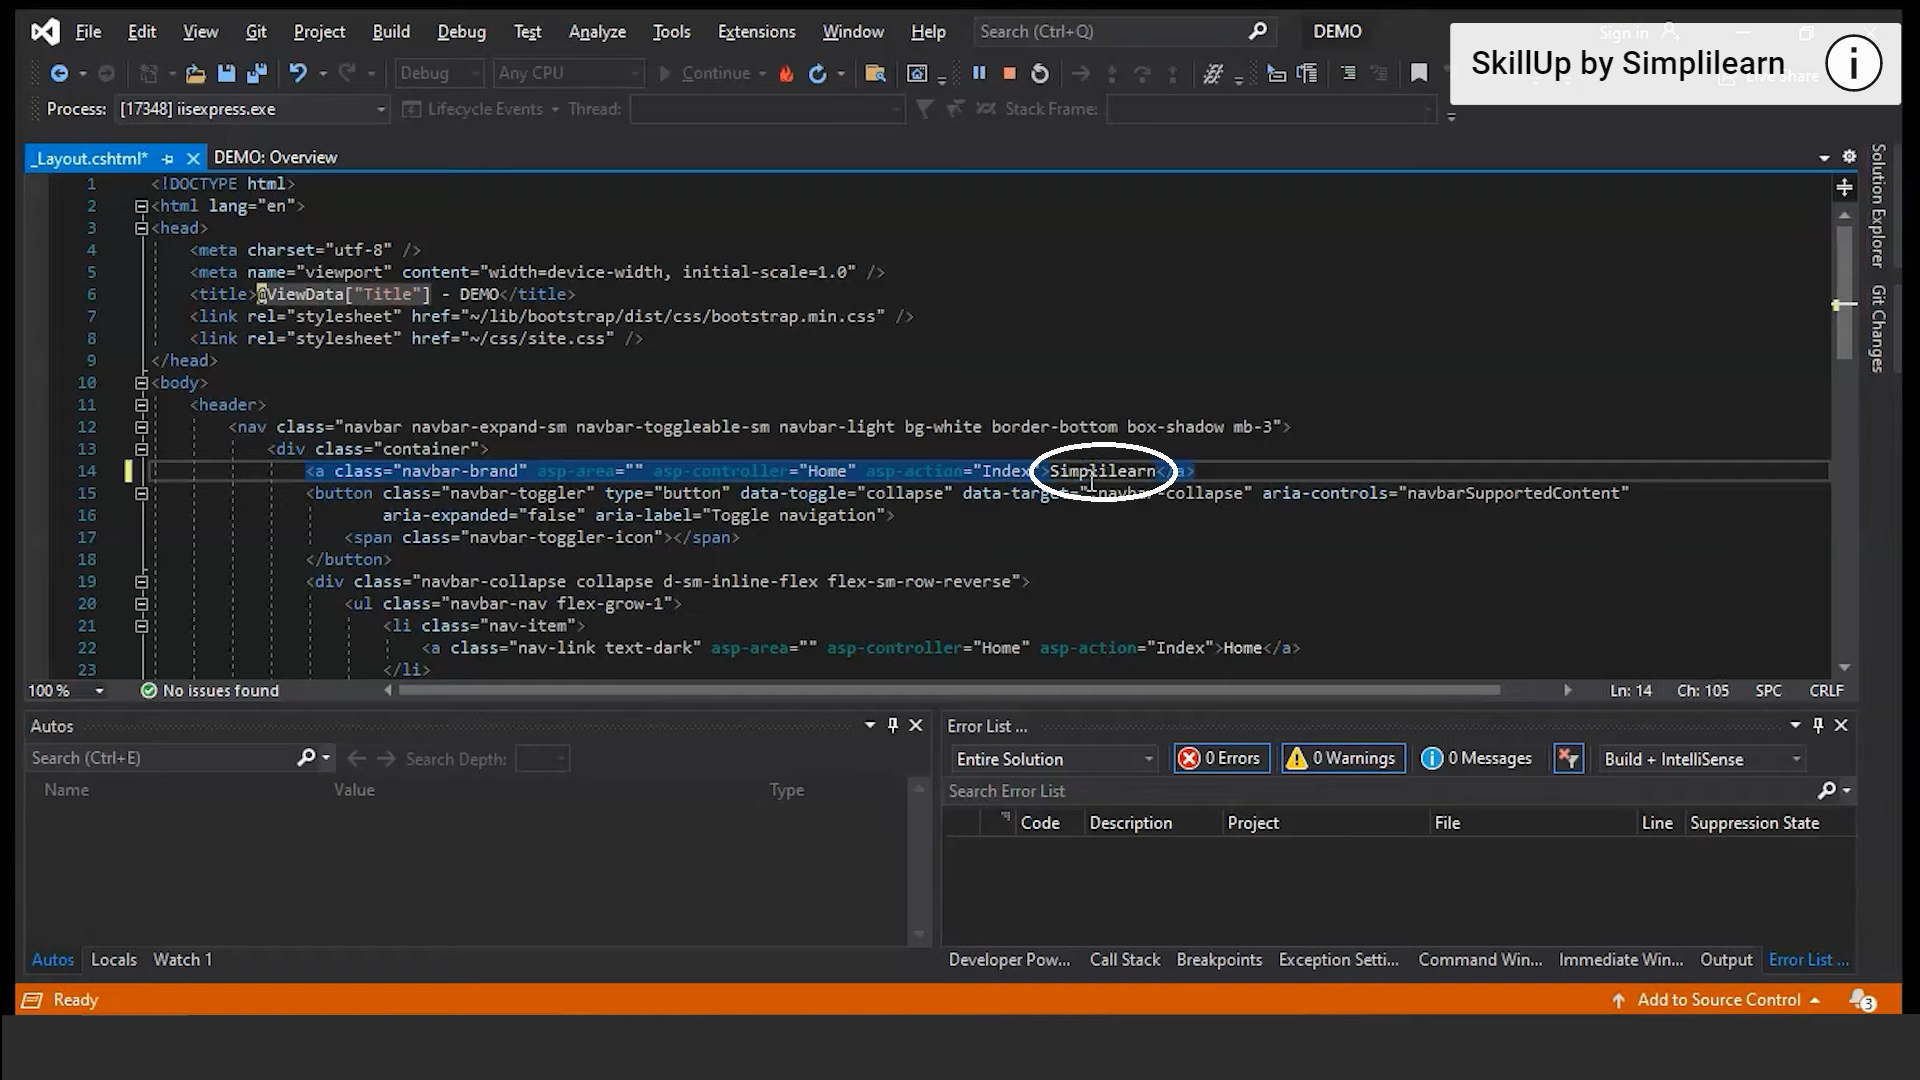 File Edit View Git Project Build Debug Test Analyze Tools Extensions Window Help Search (Ctrl+Q) DEMO Sign in
SkillUp by Simplilearn
Debug Any CPU Continue Live Share
Process: [17348] iisexpress.exe Lifecycle Events Thread: Stack Frame:
_Layout.cshtml* DEMO: Overview
Solution Explorer
Git Changes
1 <!DOCTYPE html>
2 <html lang="en">
3 <head>
4 <meta charset="utf-8" />
5 <meta name="viewport" content="width=device-width, initial-scale=1.0" />
6 <title>@ViewData["Title"] - DEMO</title>
7 <link rel="stylesheet" href="~/lib/bootstrap/dist/css/bootstrap.min.css" />
8 <link rel="stylesheet" href="~/css/site.css" />
9 </head>
10 <body>
11 <header>
12 <nav class="navbar navbar-expand-sm navbar-toggleable-sm navbar-light bg-white border-bottom box-shadow mb-3">
13 <div class="container">
14 <a class="navbar-brand" asp-area="" asp-controller="Home" asp-action="Index">Simplilearn</a>
15 <button class="navbar-toggler" type="button" data-toggle="collapse" data-target=".navbar-collapse" aria-controls="navbarSupportedContent"
16 aria-expanded="false" aria-label="Toggle navigation">
17 <span class="navbar-toggler-icon"></span>
18 </button>
19 <div class="navbar-collapse collapse d-sm-inline-flex flex-sm-row-reverse">
20 <ul class="navbar-nav flex-grow-1">
21 <li class="nav-item">
22 <a class="nav-link text-dark" asp-area="" asp-controller="Home" asp-action="Index">Home</a>
23 </li>
100 % No issues found Ln: 14 Ch: 105 SPC CRLF
Autos
Search (Ctrl+E) Search Depth:
Name Value Type
Autos Locals Watch 1
Error List ...
Entire Solution 0 Errors 0 Warnings 0 Messages Build + IntelliSense
Search Error List
Code Description Project File Line Suppression State
Developer Pow... Call Stack Breakpoints Exception Setti... Command Win... Immediate Win... Output Error List ...
Ready Add to Source Control 3